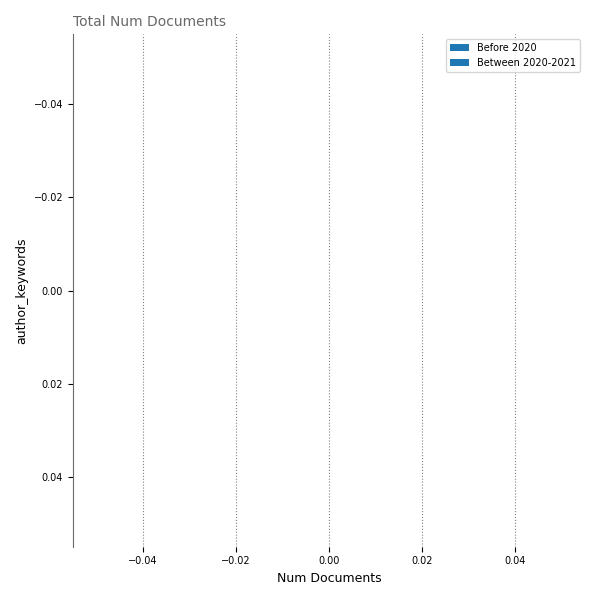 Total Num Documents
Before 2020
Between 2020-2021
−0.04
−0.02
0.00
0.02
0.04
author_keywords
−0.04
−0.02
0.00
0.02
0.04
Num Documents